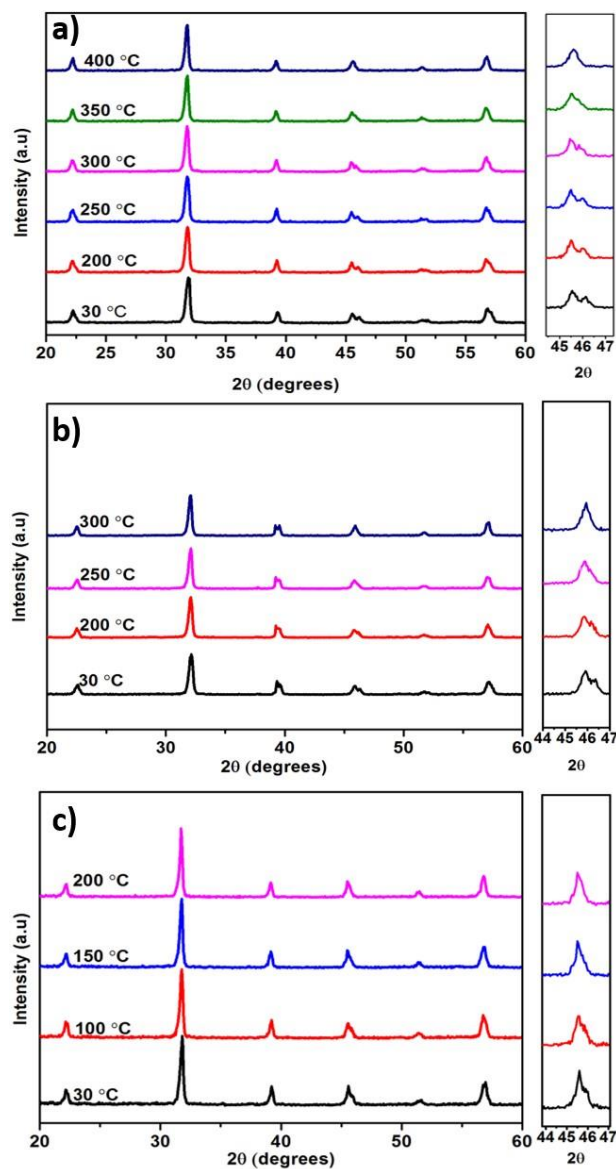 a)
400 °C
350 °C
300 °C
250 °C
200 °C
30 °C
Intensity (a.u)
20 25 30 35 40 45 50 55 60
2θ (degrees)
45 46 47
2θ
b)
300 °C
250 °C
200 °C
30 °C
Intensity (a.u)
20 30 40 50 60
2θ (degrees)
44 45 46 47
2θ
c)
200 °C
150 °C
100 °C
30 °C
Intensity (a.u)
20 30 40 50 60
2θ (degrees)
44 45 46 47
2θ